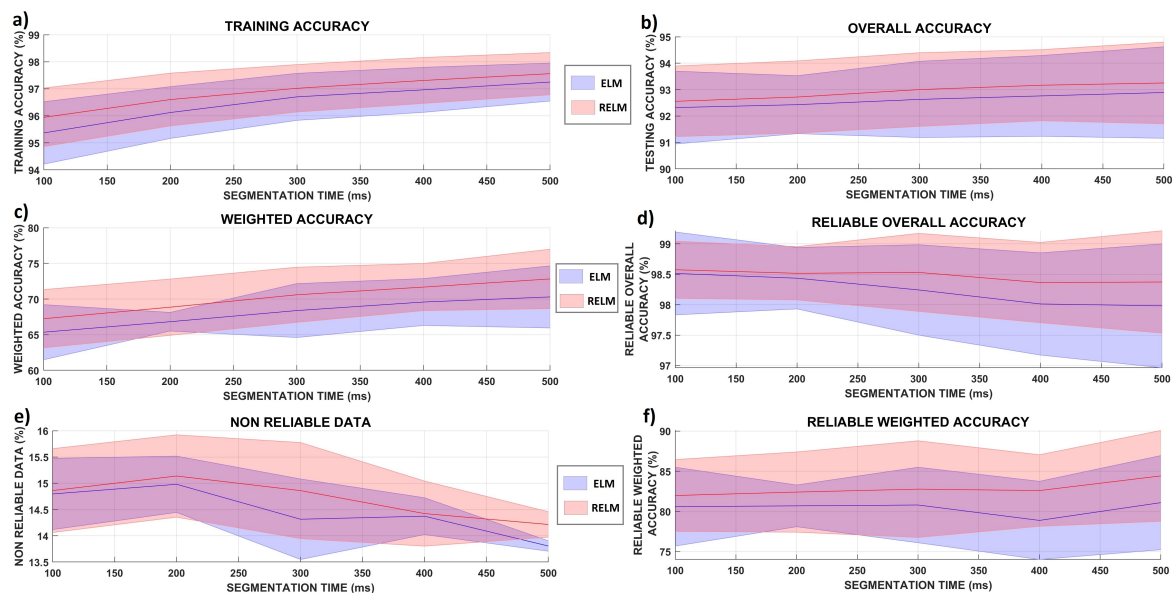 a)
TRAINING ACCURACY
TRAINING ACCURACY (%)
99
98
97
96
95
94
100 150 200 250 300 350 400 450 500
SEGMENTATION TIME (ms)
ELM
RELM
b)
OVERALL ACCURACY
TESTING ACCURACY (%)
95
94
93
92
91
90
100 150 200 250 300 350 400 450 500
SEGMENTATION TIME (ms)
c)
WEIGHTED ACCURACY
WEIGHTED ACCURACY (%)
80
75
70
65
60
100 150 200 250 300 350 400 450 500
SEGMENTATION TIME (ms)
ELM
RELM
d)
RELIABLE OVERALL ACCURACY
RELIABLE OVERALL
ACCURACY (%)
99
98.5
98
97.5
97
100 150 200 250 300 350 400 450 500
SEGMENTATION TIME (ms)
e)
NON RELIABLE DATA
NON RELIABLE DATA (%)
16
15.5
15
14.5
14
13.5
100 150 200 250 300 350 400 450 500
SEGMENTATION TIME (ms)
ELM
RELM
f)
RELIABLE WEIGHTED ACCURACY
RELIABLE WEIGHTED
ACCURACY (%)
90
85
80
75
100 150 200 250 300 350 400 450 500
SEGMENTATION TIME (ms)